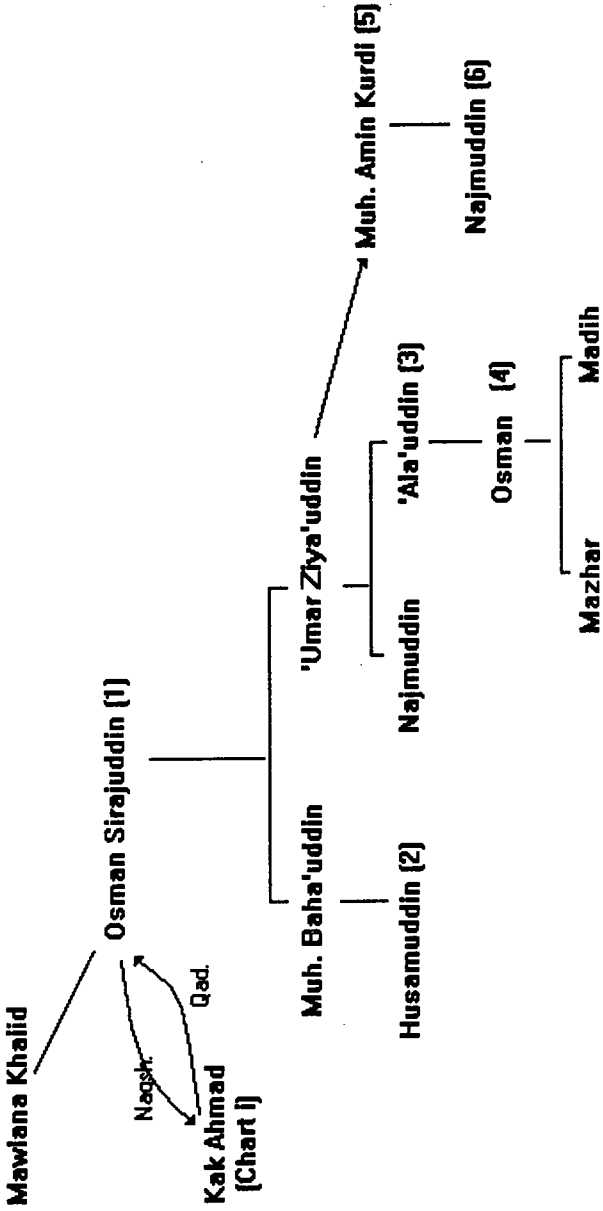 Mawlana Khalid
Osman Sirajuddin (1)
Naqsh.
Qad.
Kak Ahmad
(Chart I)
Muh. Baha'uddin
'Umar Ziya'uddin
Muh. Amin Kurdi (5)
Husamuddin (2)
Najmuddin
'Ala'uddin (3)
Najmuddin (6)
Osman (4)
Mazhar
Madih